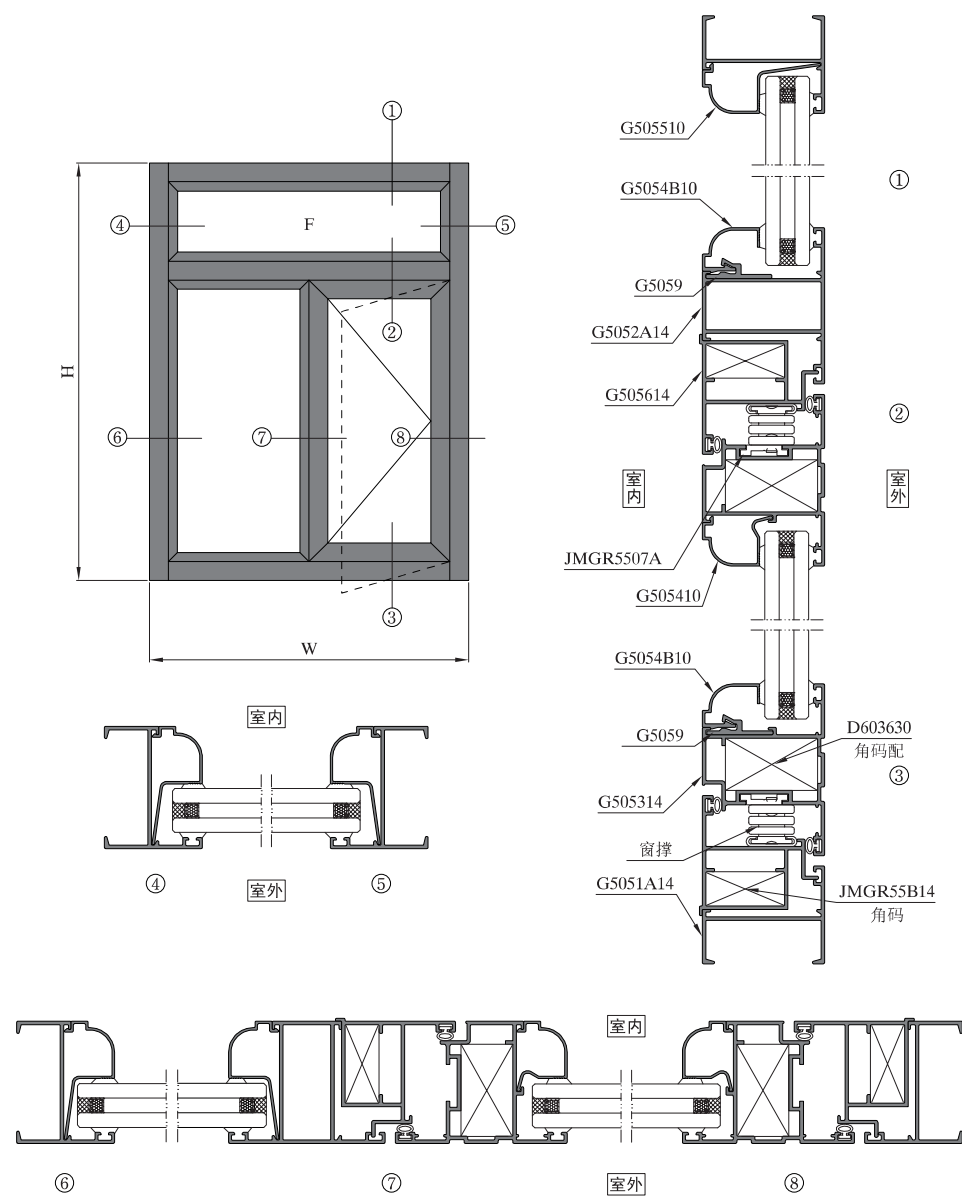 ①
④
F
⑤
②
H
⑥
⑦
⑧
③
W
G505510
①
G5054B10
G5059
G5052A14
G505614
②
室内
室外
JMGR5507A
G505410
G5054B10
G5059
D603630
角码配
③
G505314
窗撑
G5051A14
JMGR55B14
角码
室内
④
⑤
室外
室内
⑥
⑦
室外
⑧